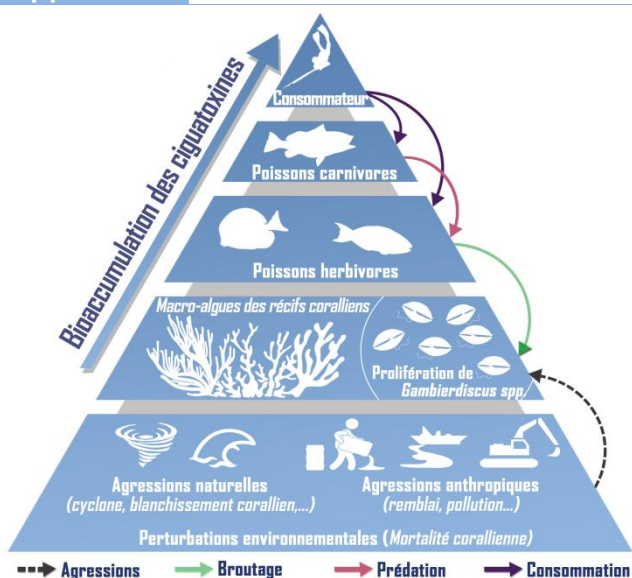 Bioaccumulation des ciguatoxines
Consommateur
Poissons carnivores
Poissons herbivores
Macro-algues des récifs coralliens
Prolifération de
Gambierdiscus spp.
Agressions naturelles
(cyclone, blanchissement corallien,...)
Agressions anthropiques
(remblai, pollution...)
Perturbations environnementales (Mortalité corallienne)
Agressions
Broutage
Prédation
Consommation